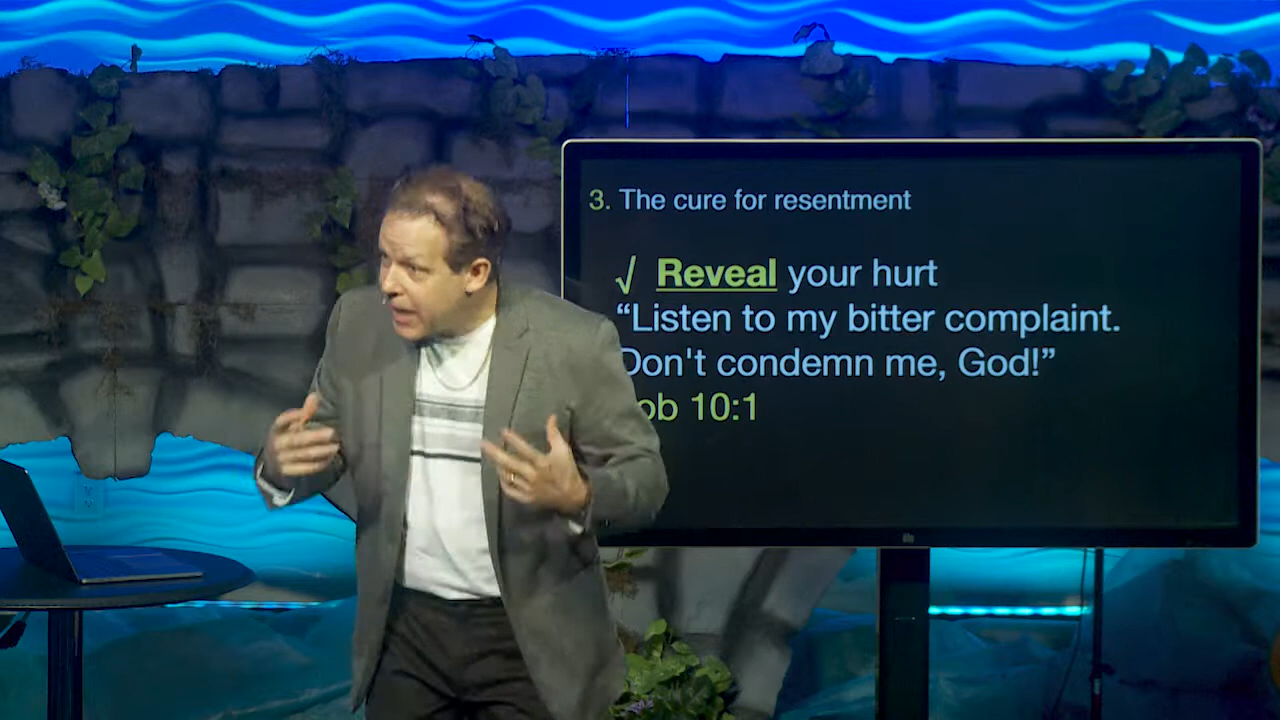 3. The cure for resentment
√ Reveal your hurt
“Listen to my bitter complaint.
Don't condemn me, God!”
ob 10:1